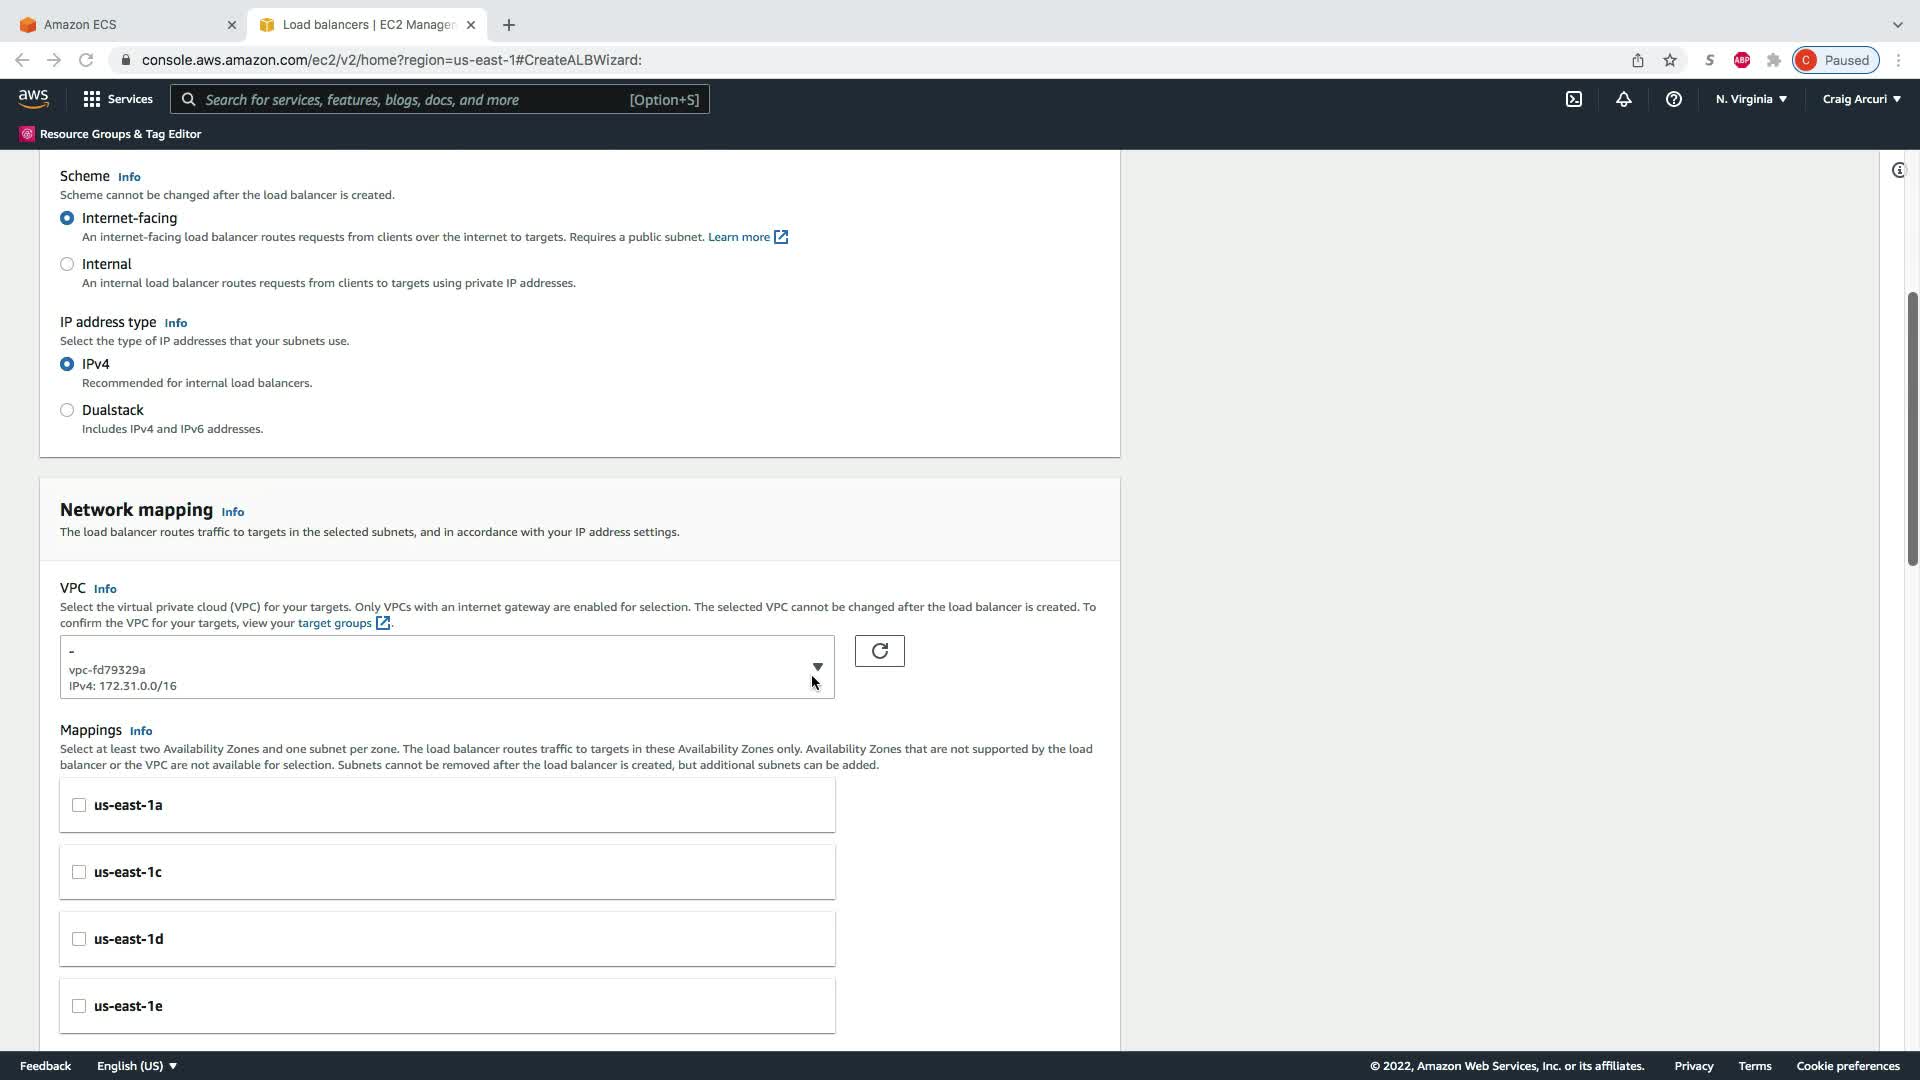 Amazon ECS
Load balancers | EC2 Manager
console.aws.amazon.com/ec2/v2/home?region=us-east-1#CreateALBWizard:
S
ABP
C
Paused
aws
Services
Search for services, features, blogs, docs, and more
[Option+S]
N. Virginia
Craig Arcuri
Resource Groups & Tag Editor
Scheme Info
Scheme cannot be changed after the load balancer is created.
Internet-facing
An internet-facing load balancer routes requests from clients over the internet to targets. Requires a public subnet. Learn more
Internal
An internal load balancer routes requests from clients to targets using private IP addresses.
IP address type Info
Select the type of IP addresses that your subnets use.
IPv4
Recommended for internal load balancers.
Dualstack
Includes IPv4 and IPv6 addresses.
Network mapping Info
The load balancer routes traffic to targets in the selected subnets, and in accordance with your IP address settings.
VPC Info
Select the virtual private cloud (VPC) for your targets. Only VPCs with an internet gateway are enabled for selection. The selected VPC cannot be changed after the load balancer is created. To
confirm the VPC for your targets, view your target groups.
-
vpc-fd79329a
IPv4: 172.31.0.0/16
Mappings Info
Select at least two Availability Zones and one subnet per zone. The load balancer routes traffic to targets in these Availability Zones only. Availability Zones that are not supported by the load
balancer or the VPC are not available for selection. Subnets cannot be removed after the load balancer is created, but additional subnets can be added.
us-east-1a
us-east-1c
us-east-1d
us-east-1e
Feedback
English (US)
© 2022, Amazon Web Services, Inc. or its affiliates.
Privacy
Terms
Cookie preferences